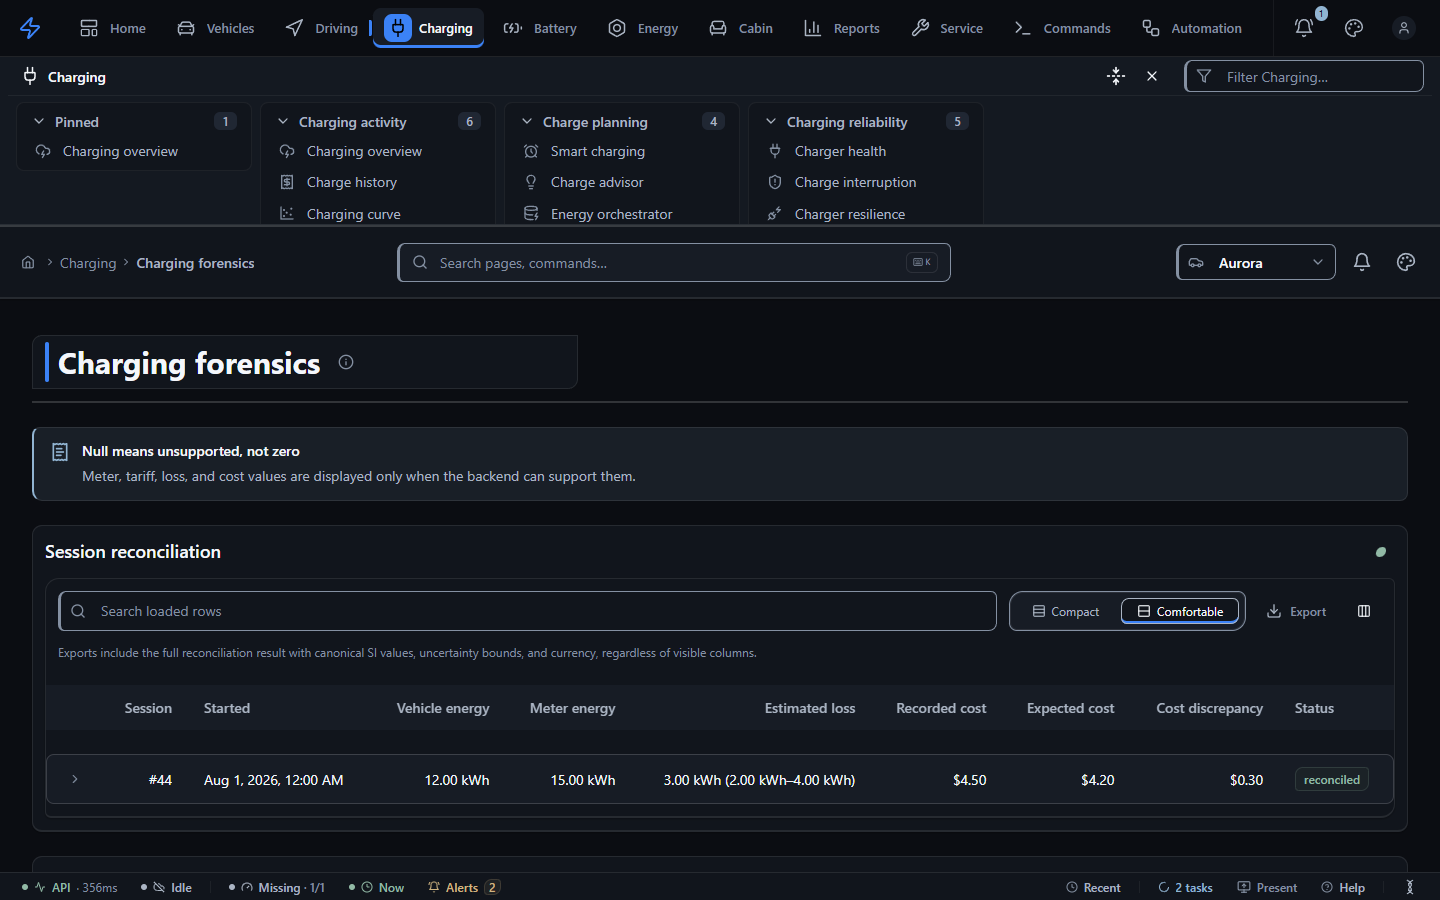 Home Vehicles Driving Charging Battery Energy Cabin Reports Service Commands Automation 1
Charging Filter Charging...
Pinned 1 Charging activity 6 Charge planning 4 Charging reliability 5
Charging overview Charging overview Smart charging Charger health
Charge history Charge advisor Charge interruption
Charging curve Energy orchestrator Charger resilience
Charging Charging forensics Search pages, commands... K Aurora
Charging forensics
Null means unsupported, not zero
Meter, tariff, loss, and cost values are displayed only when the backend can support them.
Session reconciliation
Search loaded rows Compact Comfortable Export
Exports include the full reconciliation result with canonical SI values, uncertainty bounds, and currency, regardless of visible columns.
Session Started Vehicle energy Meter energy Estimated loss Recorded cost Expected cost Cost discrepancy Status
#44 Aug 1, 2026, 12:00 AM 12.00 kWh 15.00 kWh 3.00 kWh (2.00 kWh–4.00 kWh) $4.50 $4.20 $0.30 reconciled
API · 356ms Idle Missing · 1/1 Now Alerts 2 Recent 2 tasks Present Help